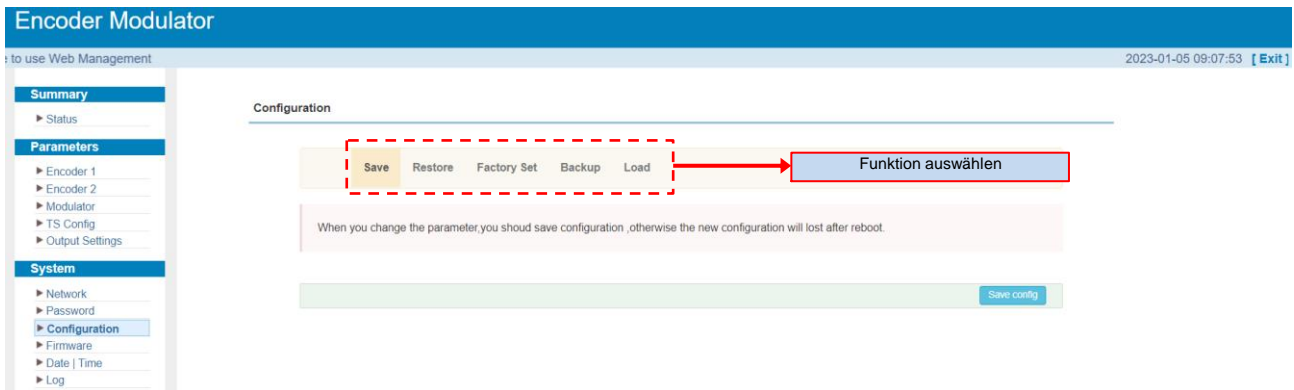 Encoder Modulator
to use Web Management
2023-01-05 09:07:53 [ Exit ]
Summary
Status
Parameters
Encoder 1
Encoder 2
Modulator
TS Config
Output Settings
System
Network
Password
Configuration
Firmware
Date | Time
Log
Configuration
Save Restore Factory Set Backup Load
Funktion auswählen
When you change the parameter,you shoud save configuration ,otherwise the new configuration will lost after reboot.
Save config